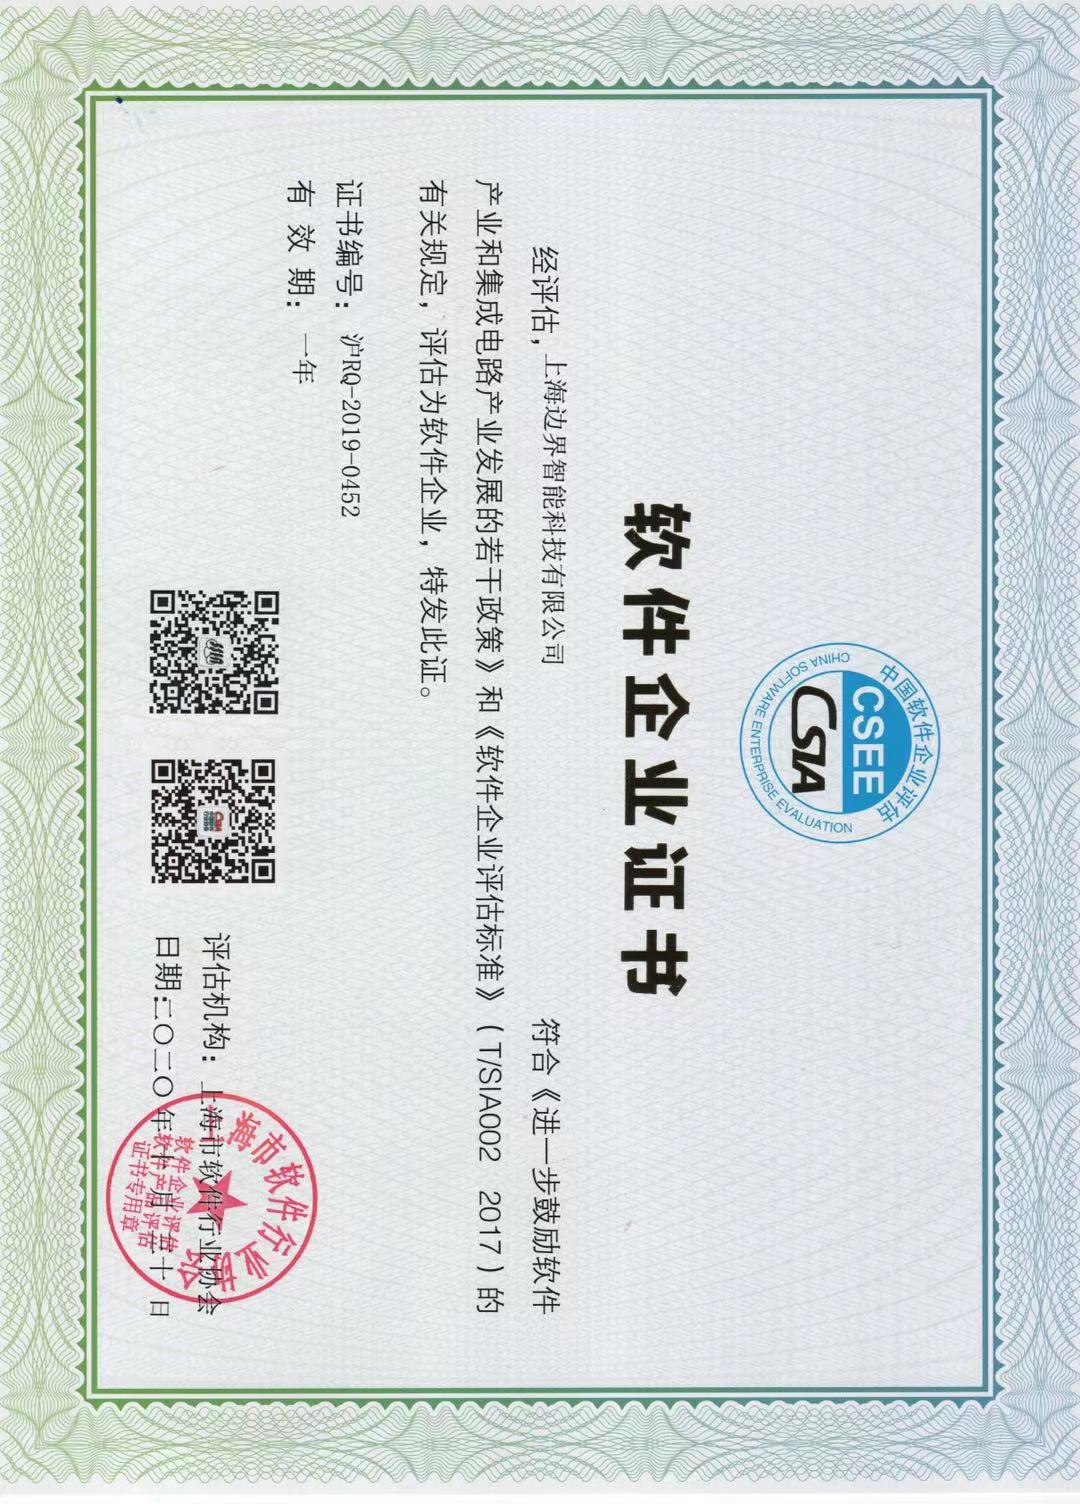 中国软件企业评估
CSEE
CSIA
CHINA SOFTWARE ENTERPRISE EVALUATION
软件企业证书
经评估，上海边界智能科技有限公司 符合《进一步鼓励软件
产业和集成电路产业发展的若干政策》和《软件企业评估标准》（T/SIA002 2017）的
有关规定，评估为软件企业，特发此证。
证书编号：沪RQ-2019-0452
有 效 期：一年
评估机构：上海市软件行业协会
日期：二〇二〇 年 十 月 三十 日
上海市软件行业协会
软件企业评估
软件产品评估
证书专用章